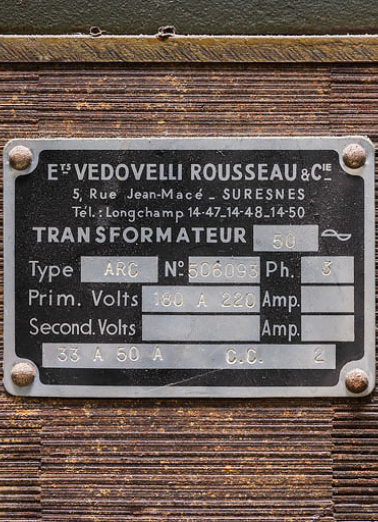 ETS VEDOVELLI ROUSSEAU & CIE
5, Rue Jean-Macé _ SURESNES
Tél.: Longchamp 14-47_14-48_14-50
TRANSFORMATEUR 50 ~
Type ARC Nº 506093 Ph. 3
Prim. Volts 180 A 220 Amp.
Second. Volts Amp.
33 A 50 A C.C. 2